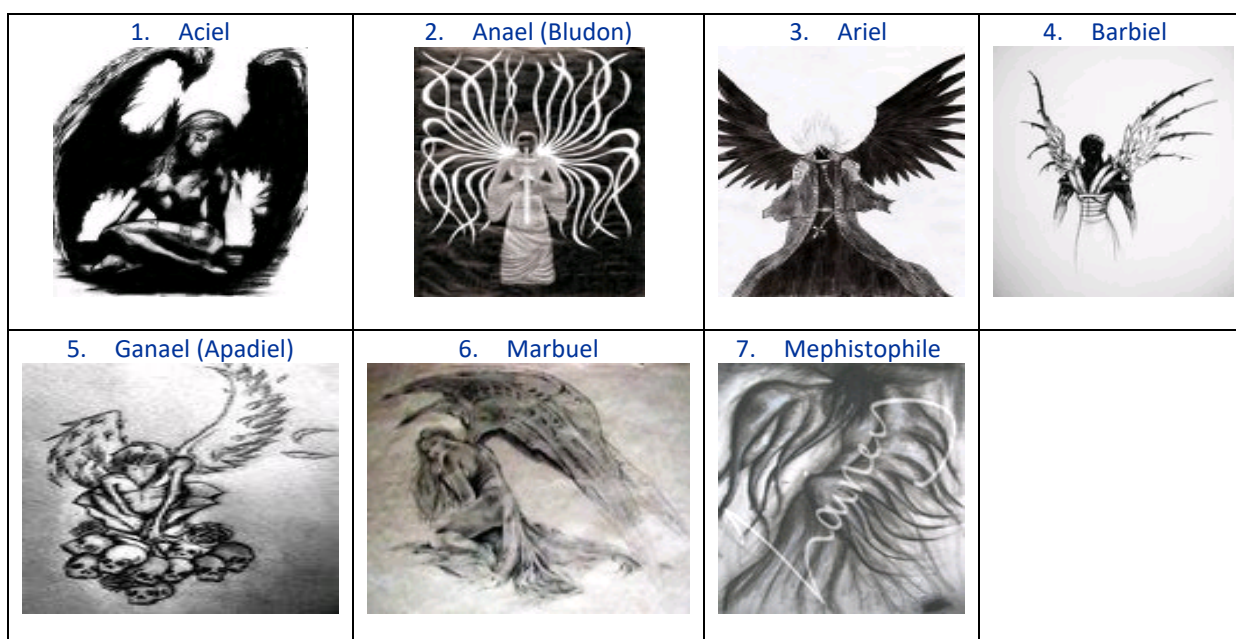 1. Aciel
2. Anael (Bludon)
3. Ariel
4. Barbiel
5. Ganael (Apadiel)
6. Marbuel
7. Mephistophile